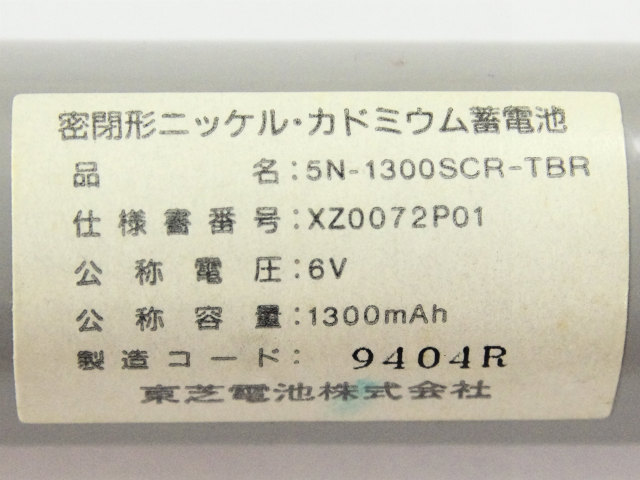 密閉形ニッケル・カドミウム蓄電池
品名:5N-1300SCR-TBR
仕様書番号:XZ0072P01
公称電圧:6V
公称容量:1300mAh
製造コード:9404R
東芝電池株式会社